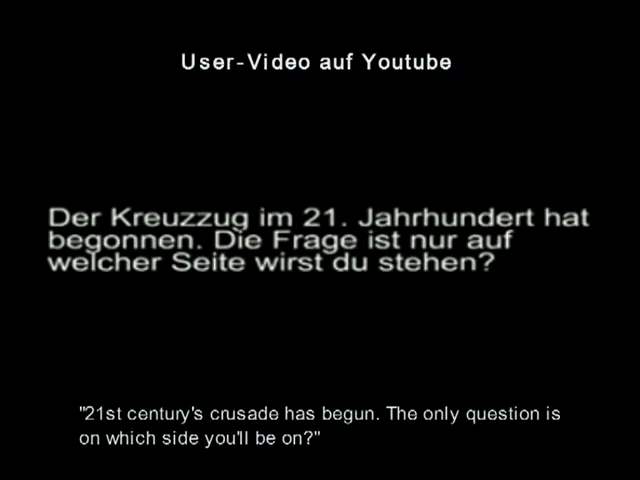 User-Video auf Youtube
Der Kreuzzug im 21. Jahrhundert hat
begonnen. Die Frage ist nur auf
welcher Seite wirst du stehen?
"21st century's crusade has begun. The only question is
on which side you'll be on?"